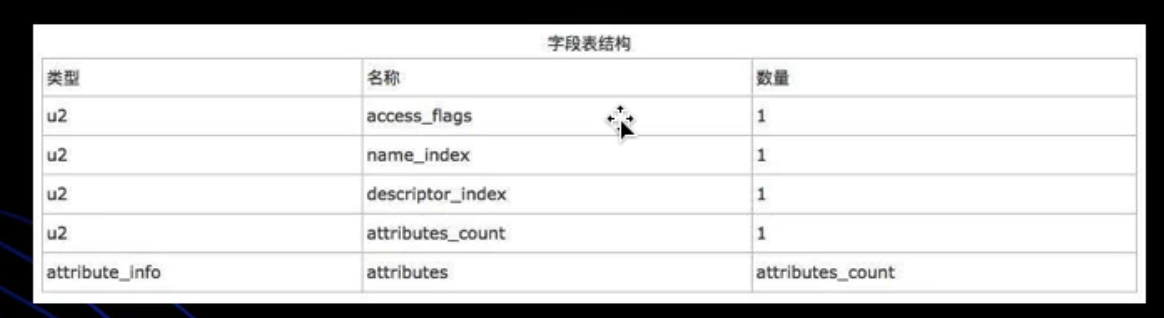 字段表结构
类型 名称 数量
u2 access_flags 1
u2 name_index 1
u2 descriptor_index 1
u2 attributes_count 1
attribute_info attributes attributes_count